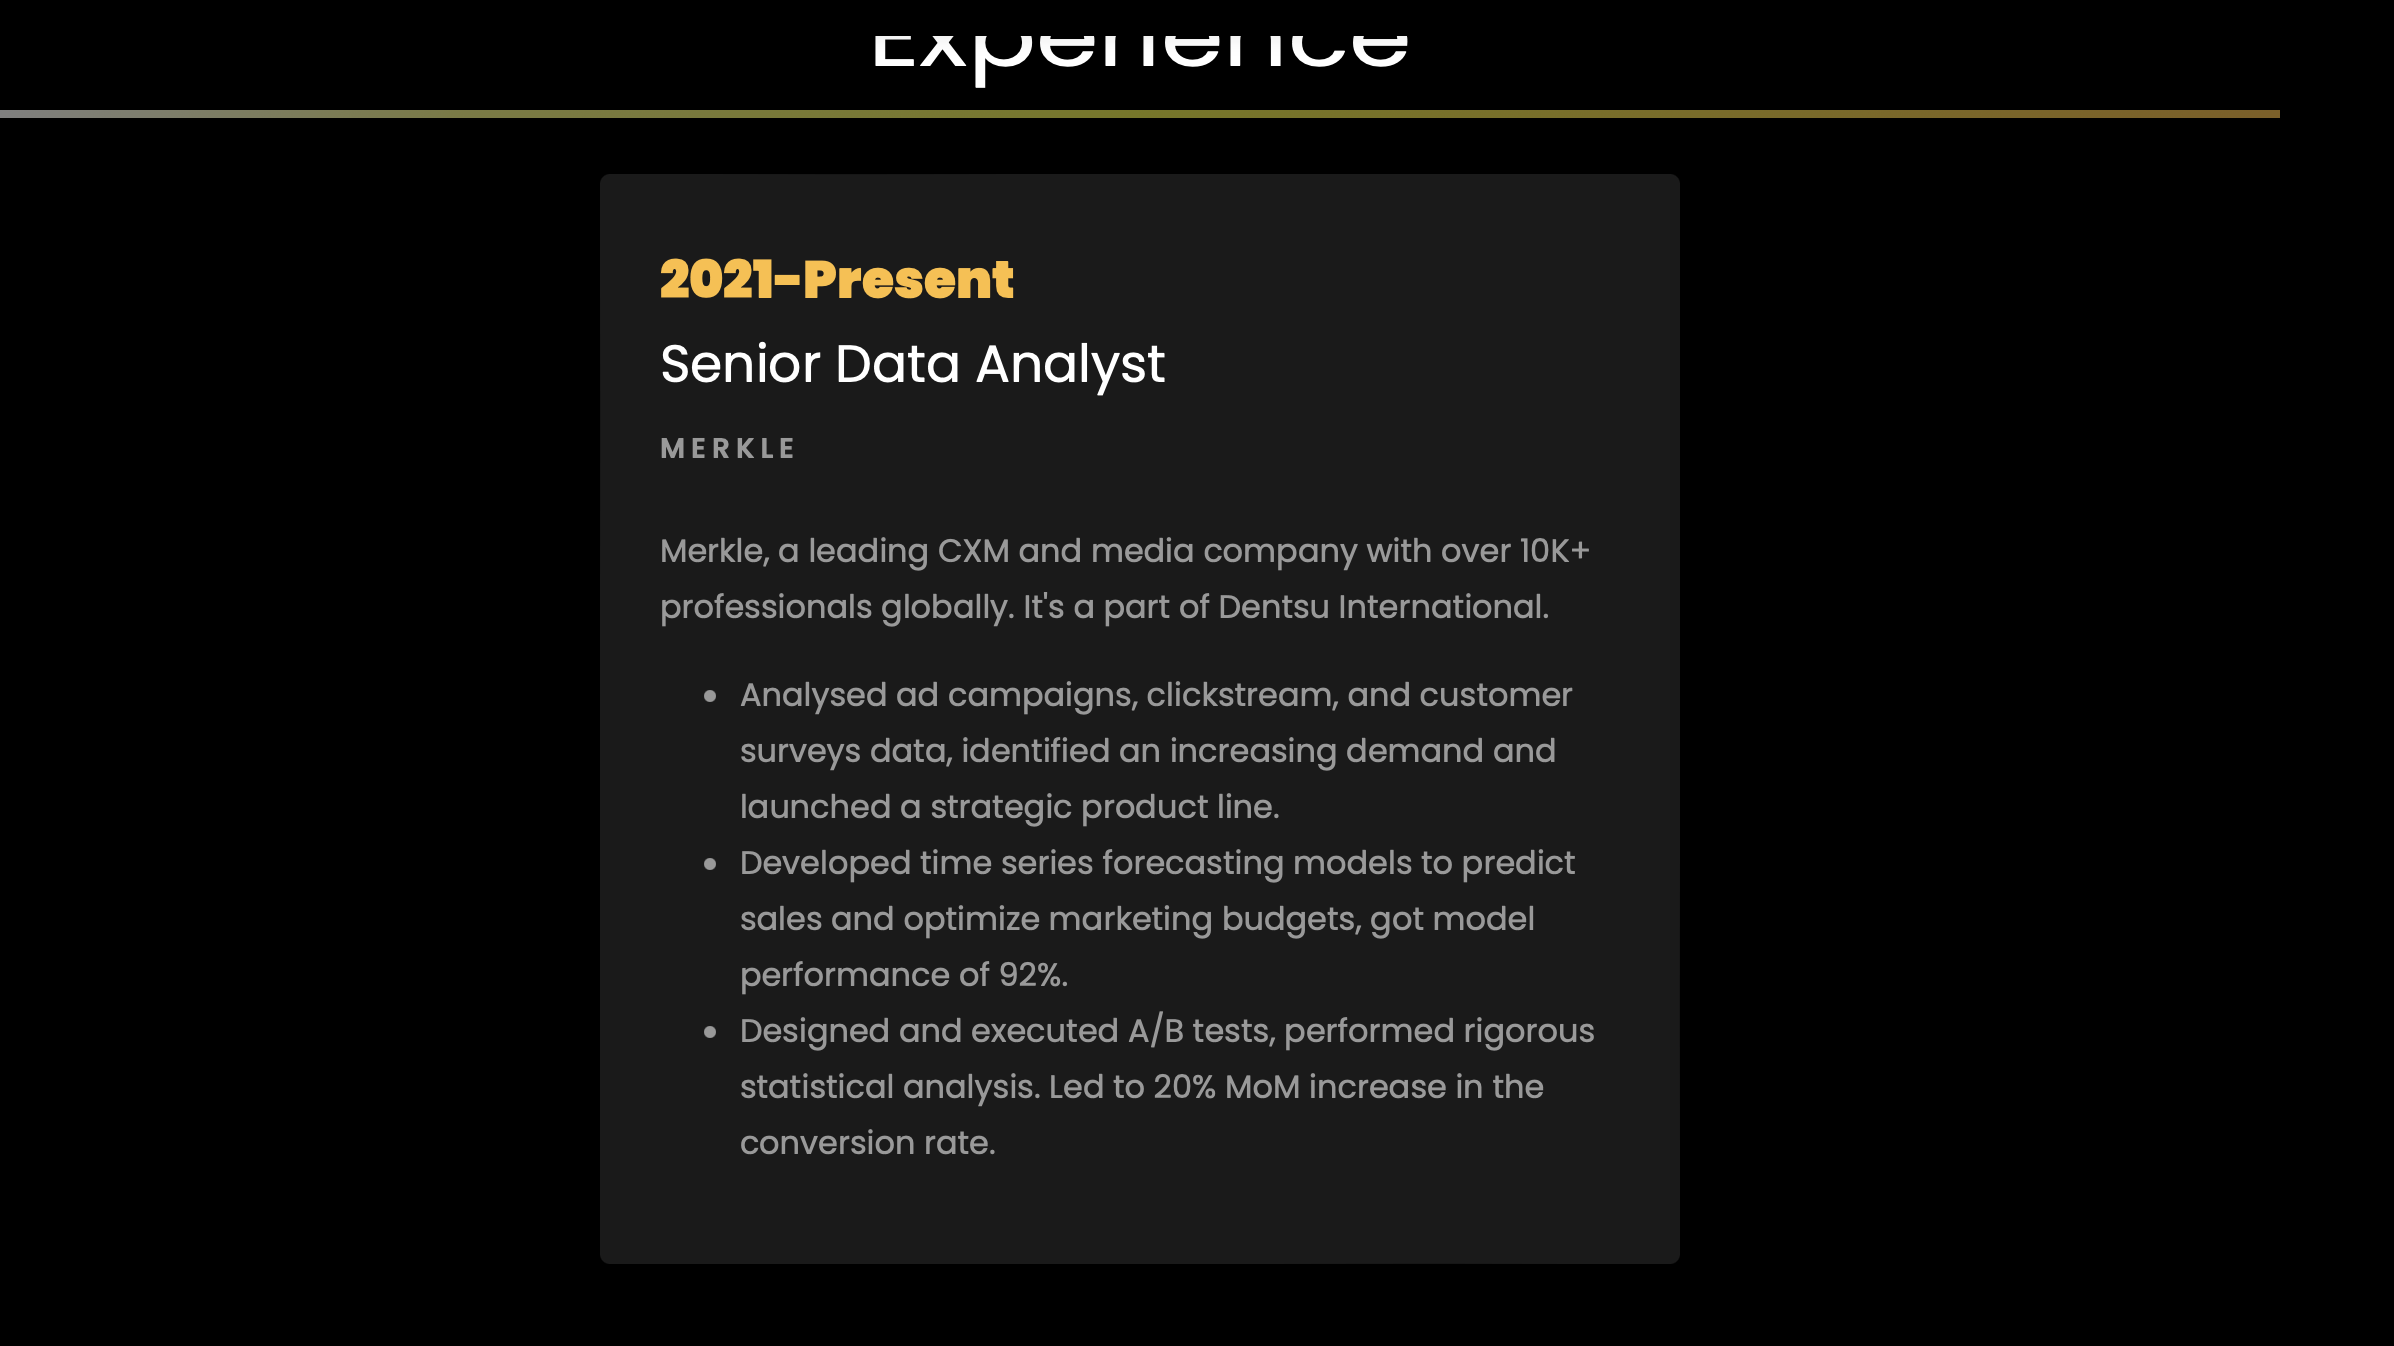 Experience
2021-Present
Senior Data Analyst
MERKLE
Merkle, a leading CXM and media company with over 10K+
professionals globally. It's a part of Dentsu International.
Analysed ad campaigns, clickstream, and customer
surveys data, identified an increasing demand and
launched a strategic product line.
Developed time series forecasting models to predict
sales and optimize marketing budgets, got model
performance of 92%.
Designed and executed A/B tests, performed rigorous
statistical analysis. Led to 20% MoM increase in the
conversion rate.